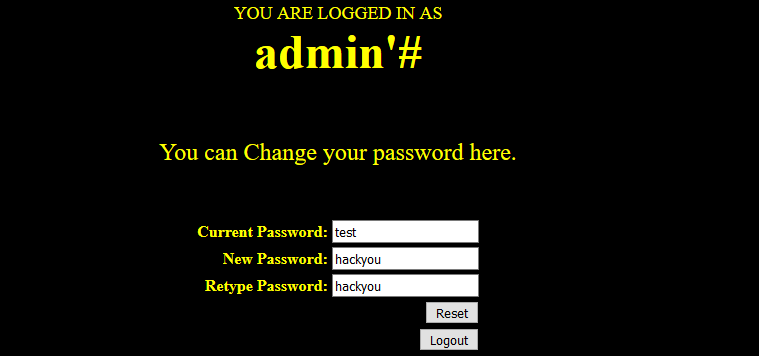 YOU ARE LOGGED IN AS
admin'#
You can Change your password here.
Current Password: test
New Password: hackyou
Retype Password: hackyou
Reset
Logout